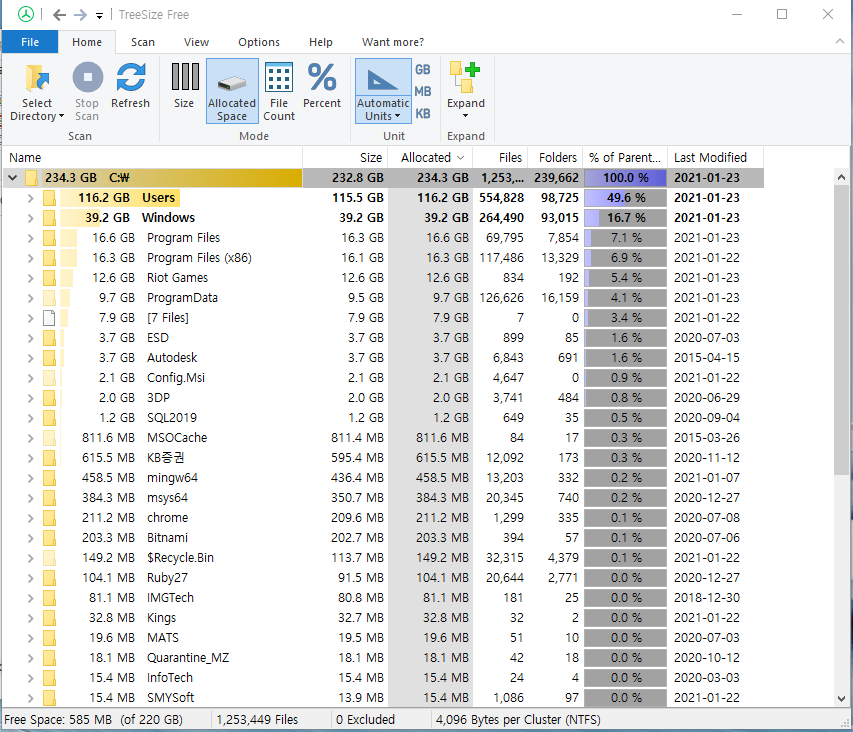 TreeSize Free
File Home Scan View Options Help Want more?
Select Directory Stop Scan Refresh Size Allocated Space File Count Percent Automatic Units GB MB KB Expand
Scan Mode Unit Expand
Name Size Allocated Files Folders % of Parent... Last Modified
234.3 GB C:₩ 232.8 GB 234.3 GB 1,253,... 239,662 100.0 % 2021-01-23
116.2 GB Users 115.5 GB 116.2 GB 554,828 98,725 49.6 % 2021-01-23
39.2 GB Windows 39.2 GB 39.2 GB 264,490 93,015 16.7 % 2021-01-23
16.6 GB Program Files 16.3 GB 16.6 GB 69,795 7,854 7.1 % 2021-01-23
16.3 GB Program Files (x86) 16.1 GB 16.3 GB 117,486 13,329 6.9 % 2021-01-22
12.6 GB Riot Games 12.6 GB 12.6 GB 834 192 5.4 % 2021-01-23
9.7 GB ProgramData 9.5 GB 9.7 GB 126,626 16,159 4.1 % 2021-01-23
7.9 GB [7 Files] 7.9 GB 7.9 GB 7 0 3.4 % 2021-01-22
3.7 GB ESD 3.7 GB 3.7 GB 899 85 1.6 % 2020-07-03
3.7 GB Autodesk 3.7 GB 3.7 GB 6,843 691 1.6 % 2015-04-15
2.1 GB Config.Msi 2.1 GB 2.1 GB 4,647 0 0.9 % 2021-01-22
2.0 GB 3DP 2.0 GB 2.0 GB 3,741 484 0.8 % 2020-06-29
1.2 GB SQL2019 1.2 GB 1.2 GB 649 35 0.5 % 2020-09-04
811.6 MB MSOCache 811.4 MB 811.6 MB 84 17 0.3 % 2015-03-26
615.5 MB KB증권 595.4 MB 615.5 MB 12,092 173 0.3 % 2020-11-12
458.5 MB mingw64 436.4 MB 458.5 MB 13,203 332 0.2 % 2021-01-07
384.3 MB msys64 350.7 MB 384.3 MB 20,345 740 0.2 % 2020-12-27
211.2 MB chrome 209.6 MB 211.2 MB 1,299 335 0.1 % 2020-07-08
203.3 MB Bitnami 202.7 MB 203.3 MB 394 57 0.1 % 2020-07-06
149.2 MB $Recycle.Bin 113.7 MB 149.2 MB 32,315 4,379 0.1 % 2021-01-22
104.1 MB Ruby27 91.5 MB 104.1 MB 20,644 2,771 0.0 % 2020-12-27
81.1 MB IMGTech 80.8 MB 81.1 MB 181 25 0.0 % 2018-12-30
32.8 MB Kings 32.7 MB 32.8 MB 32 2 0.0 % 2021-01-22
19.6 MB MATS 19.5 MB 19.6 MB 51 10 0.0 % 2020-07-03
18.1 MB Quarantine_MZ 18.1 MB 18.1 MB 42 18 0.0 % 2020-10-12
15.4 MB InfoTech 15.4 MB 15.4 MB 24 4 0.0 % 2020-03-03
15.4 MB SMYSoft 13.9 MB 15.4 MB 1,086 97 0.0 % 2021-01-22
Free Space: 585 MB (of 220 GB) 1,253,449 Files 0 Excluded 4,096 Bytes per Cluster (NTFS)